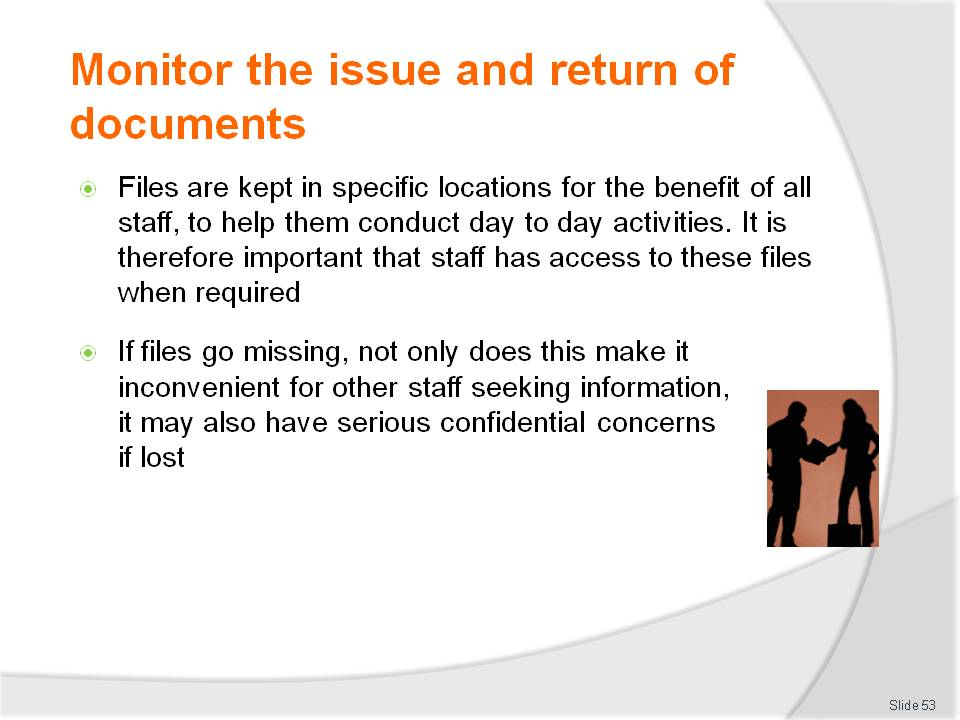 Monitor the issue and return of
documents
Files are kept in specific locations for the benefit of all
staff, to help them conduct day to day activities. It is
therefore important that staff has access to these files
when required
If files go missing, not only does this make it
inconvenient for other staff seeking information,
it may also have serious confidential concerns
if lost
Slide 53